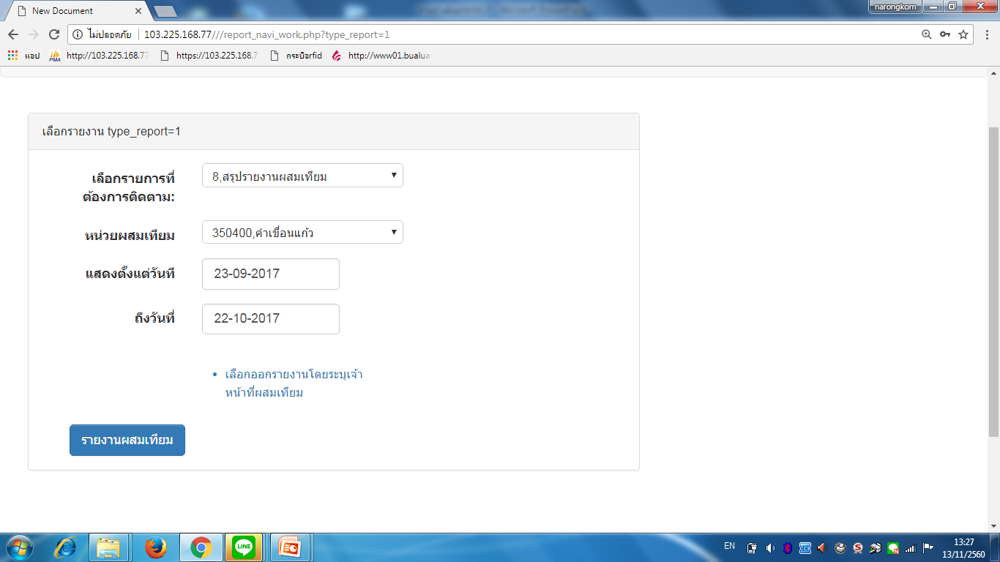 New Document
narongkorn
ไม่ปลอดภัย 103.225.168.77///report_navi_work.php?type_report=1
แอป http://103.225.168.77 https://103.225.168.7 กระบือrfid http://www01.bualua
เลือกรายงาน type_report=1
เลือกรายการที่
ต้องการติดตาม:
8,สรุปรายงานผสมเทียม
หน่วยผสมเทียม 350400,คำเขื่อนแก้ว
แสดงตั้งแต่วันที่ 23-09-2017
ถึงวันที่ 22-10-2017
เลือกออกรายงานโดยระบุเจ้า
หน้าที่ผสมเทียม
รายงานผสมเทียม
EN
13:27
13/11/2560